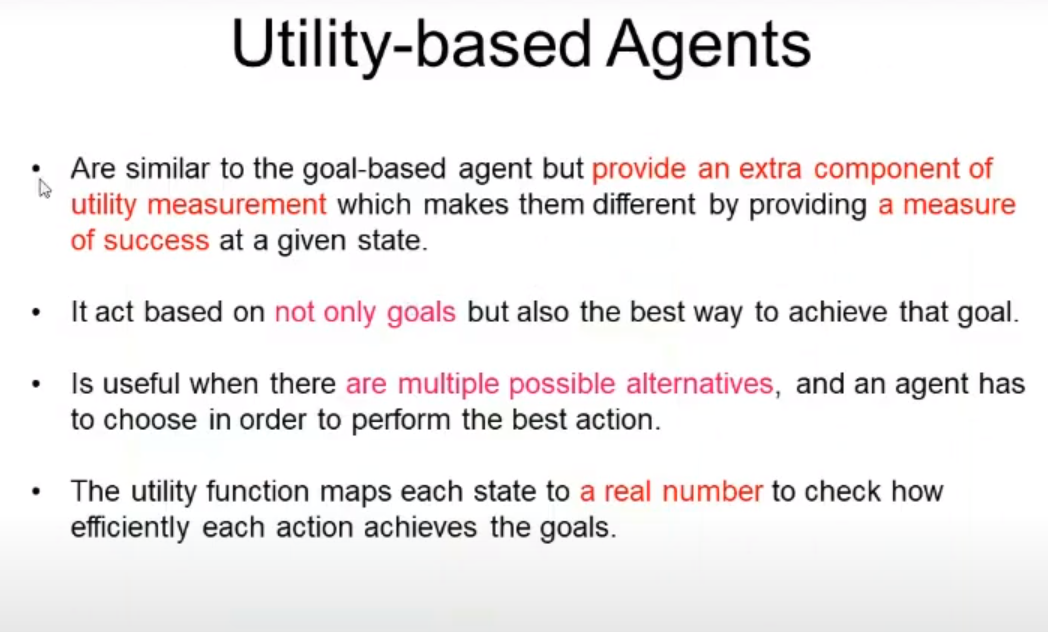 Utility-based Agents
• Are similar to the goal-based agent but provide an extra component of
utility measurement which makes them different by providing a measure
of success at a given state.
• It act based on not only goals but also the best way to achieve that goal.
• Is useful when there are multiple possible alternatives, and an agent has
to choose in order to perform the best action.
• The utility function maps each state to a real number to check how
efficiently each action achieves the goals.